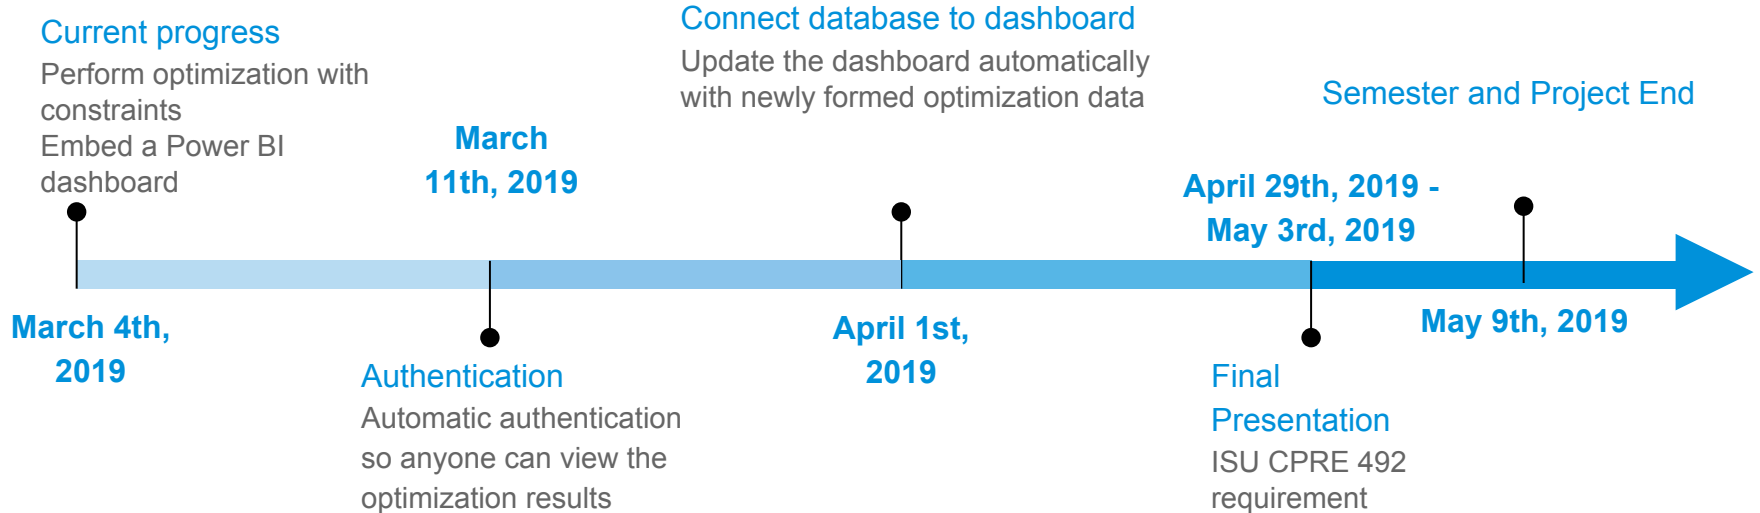 Current progress
Perform optimization with
constraints
Embed a Power BI
dashboard
March 4th,
2019
March
11th, 2019
Authentication
Automatic authentication
so anyone can view the
optimization results
Connect database to dashboard
Update the dashboard automatically
with newly formed optimization data
April 1st,
2019
April 29th, 2019 -
May 3rd, 2019
Final
Presentation
ISU CPRE 492
requirement
Semester and Project End
May 9th, 2019